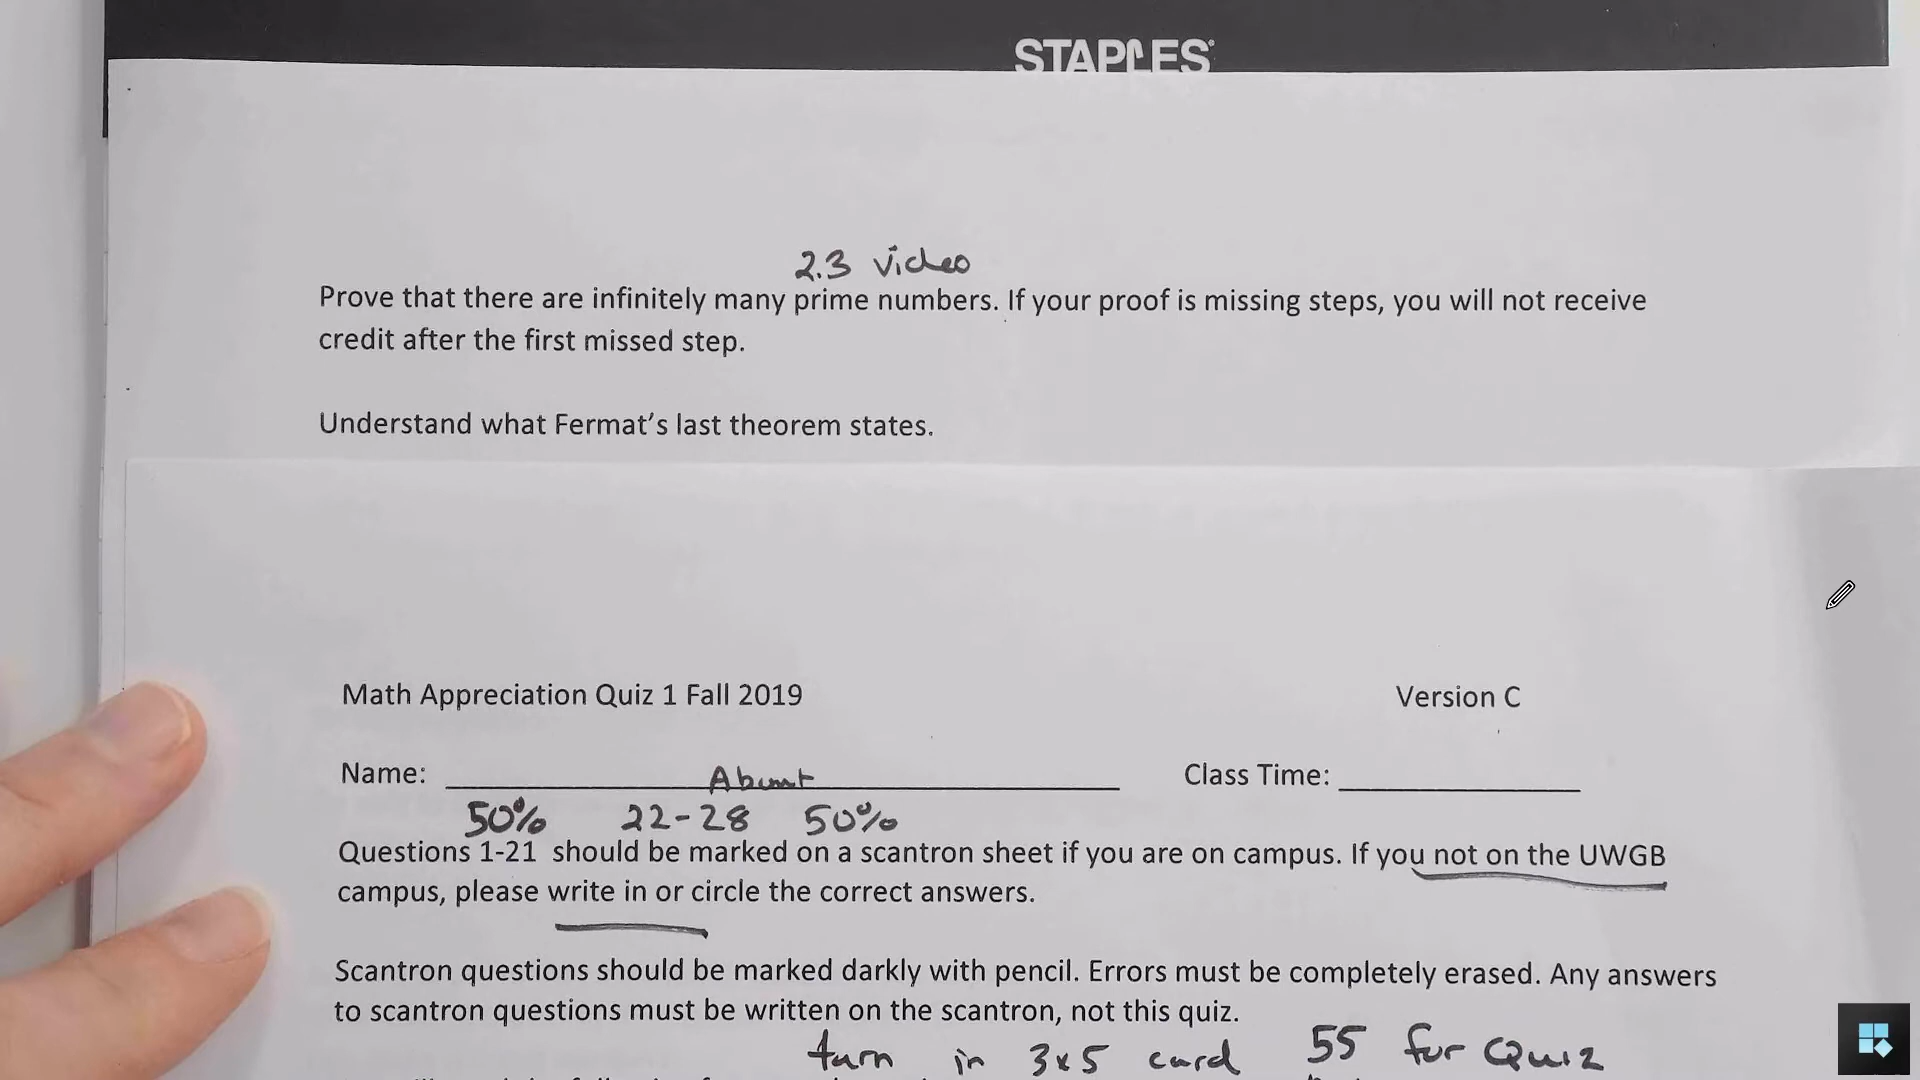 STAPLES
2.3 video
Prove that there are infinitely many prime numbers. If your proof is missing steps, you will not receive
credit after the first missed step.
Understand what Fermat’s last theorem states.
Math Appreciation Quiz 1 Fall 2019 Version C
Name: About Class Time:
50% 22-28 50%
Questions 1-21 should be marked on a scantron sheet if you are on campus. If you not on the UWGB
campus, please write in or circle the correct answers.
Scantron questions should be marked darkly with pencil. Errors must be completely erased. Any answers
to scantron questions must be written on the scantron, not this quiz.
turn in 3x5 card 55 for Quiz